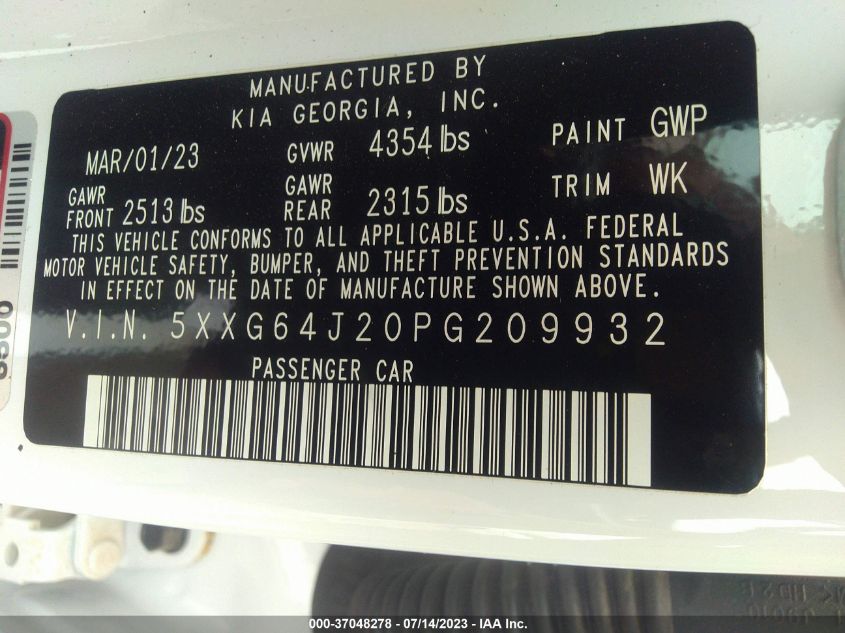 MANUFACTURED BY
KIA GEORGIA, INC.
MAR/01/23 GVWR 4354 lbs PAINT GWP
GAWR FRONT 2513 lbs GAWR REAR 2315 lbs TRIM WK
THIS VEHICLE CONFORMS TO ALL APPLICABLE U.S.A. FEDERAL
MOTOR VEHICLE SAFETY, BUMPER, AND THEFT PREVENTION STANDARDS
IN EFFECT ON THE DATE OF MANUFACTURE SHOWN ABOVE.
V.I.N. 5XXG64J20PG209932
PASSENGER CAR
000-37048278 - 07/14/2023 - IAA Inc.